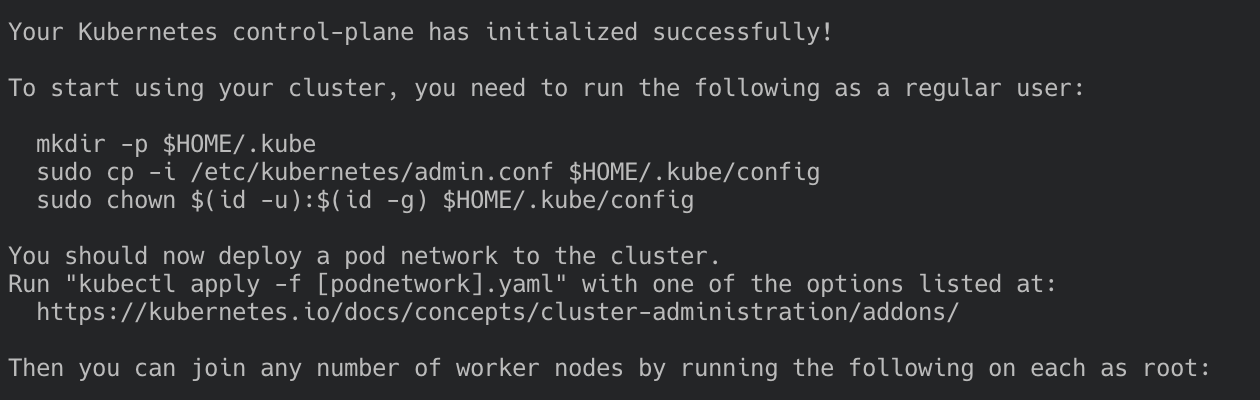 Your Kubernetes control-plane has initialized successfully!
To start using your cluster, you need to run the following as a regular user:
mkdir -p $HOME/.kube
sudo cp -i /etc/kubernetes/admin.conf $HOME/.kube/config
sudo chown $(id -u):$(id -g) $HOME/.kube/config
You should now deploy a pod network to the cluster.
Run "kubectl apply -f [podnetwork].yaml" with one of the options listed at:
https://kubernetes.io/docs/concepts/cluster-administration/addons/
Then you can join any number of worker nodes by running the following on each as root: